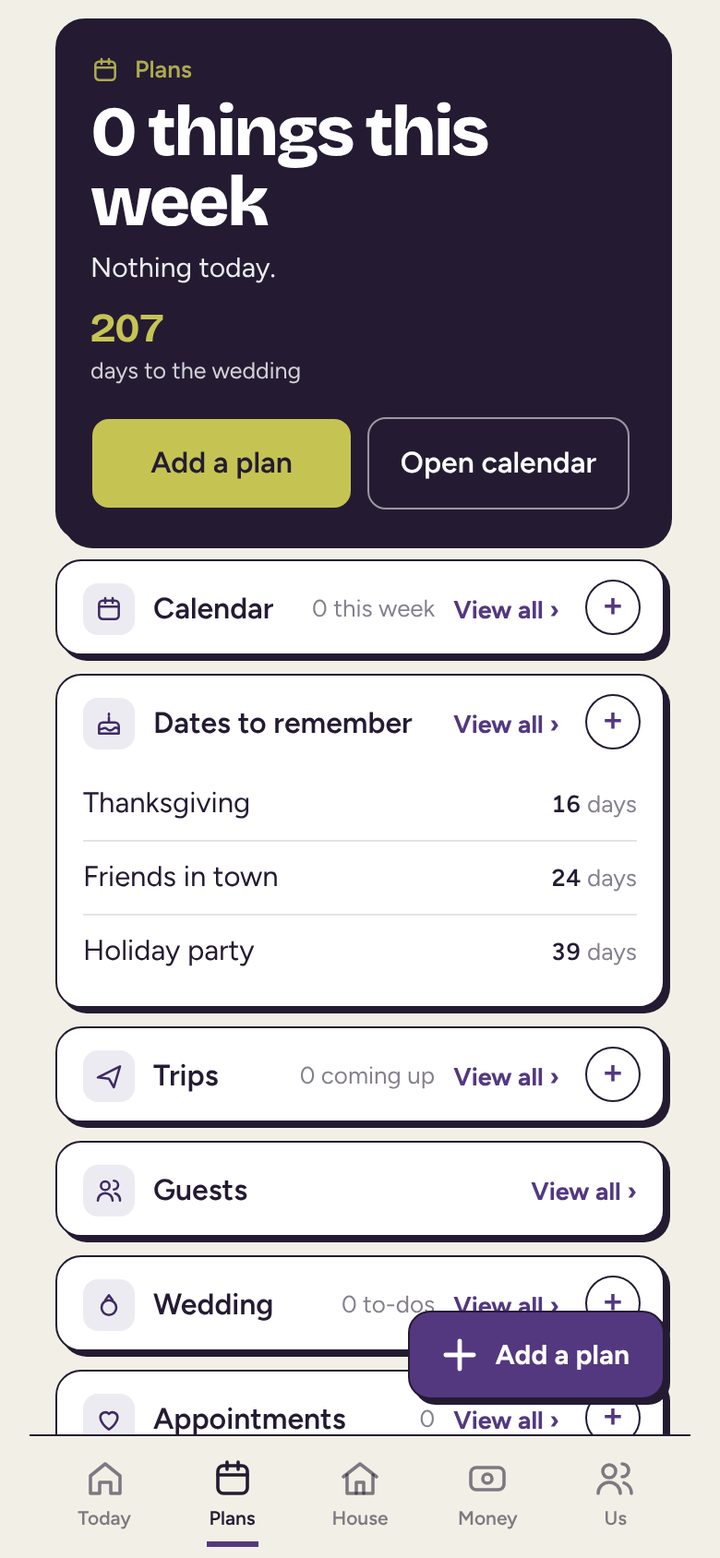 Plans
0 things this
week
Nothing today.
207
days to the wedding
Add a plan
Open calendar
Calendar 0 this week View all ›
Dates to remember View all ›
Thanksgiving 16 days
Friends in town 24 days
Holiday party 39 days
Trips 0 coming up View all ›
Guests View all ›
Wedding 0 to-dos View all ›
Add a plan
Appointments 0 View all ›
Today Plans House Money Us